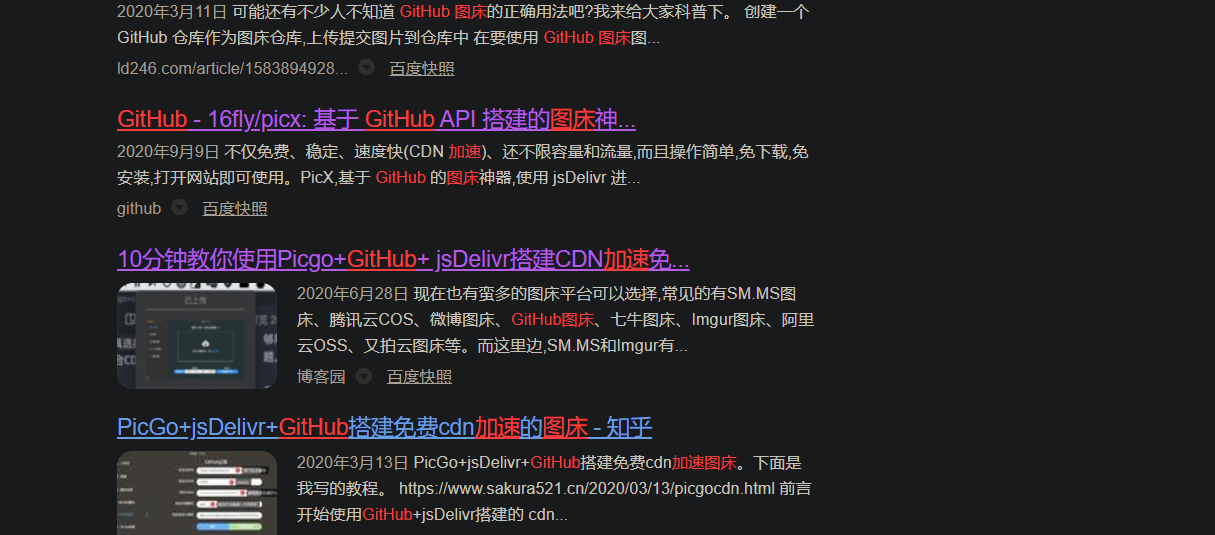 2020年3月11日 可能还有不少人不知道 GitHub 图床的正确用法吧?我来给大家科普下。 创建一个
GitHub 仓库作为图床仓库,上传提交图片到仓库中 在要使用 GitHub 图床图...
ld246.com/article/1583894928... 百度快照
GitHub - 16fly/picx: 基于 GitHub API 搭建的图床神...
2020年9月9日 不仅免费、稳定、速度快(CDN 加速)、还不限容量和流量,而且操作简单,免下载,免
安装,打开网站即可使用。PicX,基于 GitHub 的图床神器,使用 jsDelivr 进...
github 百度快照
10分钟教你使用Picgo+GitHub+ jsDelivr搭建CDN加速免...
已上传
2020年6月28日 现在也有蛮多的图床平台可以选择,常见的有SM.MS图
床、腾讯云COS、微博图床、GitHub图床、七牛图床、Imgur图床、阿里
云OSS、又拍云图床等。而这里边,SM.MS和Imgur有...
博客园 百度快照
PicGo+jsDelivr+GitHub搭建免费cdn加速的图床 - 知乎
2020年3月13日 PicGo+jsDelivr+GitHub搭建免费cdn加速图床。下面是
我写的教程。 https://www.sakura521.cn/2020/03/13/picgocdn.html 前言
开始使用GitHub+jsDelivr搭建的 cdn...